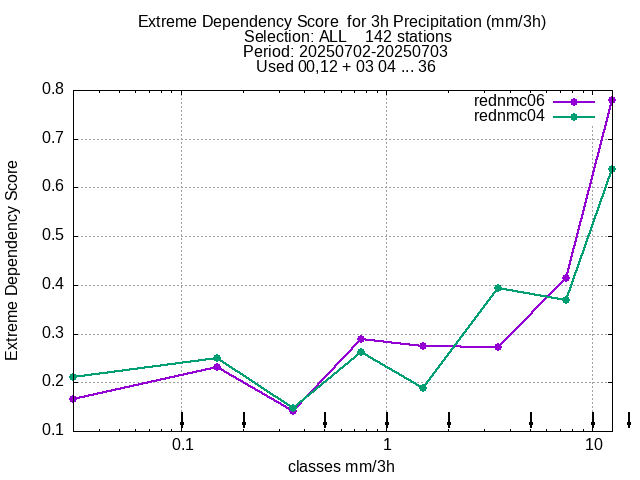 Extreme Dependency Score  for 3h Precipitation (mm/3h)
Selection: ALL    142 stations
Period: 20250702-20250703
Used 00,12 + 03 04 ... 36
rednmc06
rednmc04
0.8
0.7
0.6
0.5
0.4
0.3
0.2
0.1
Extreme Dependency Score
0.1 1 10
classes mm/3h